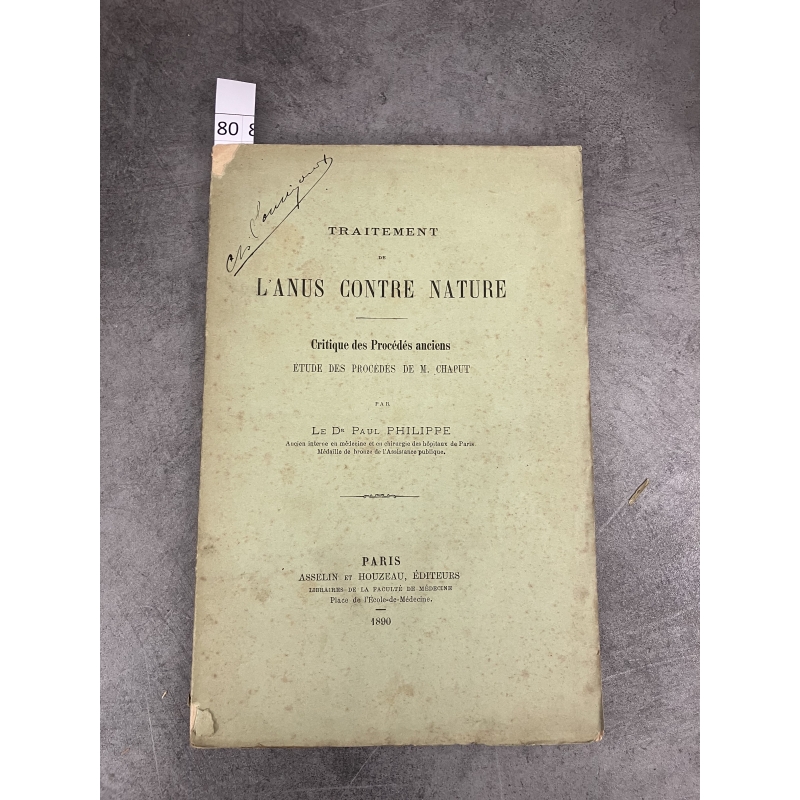 80 8
TRAITEMENT
DE
L'ANUS CONTRE NATURE
Critique des Procédés anciens
ÉTUDE DES PROCÉDÉS DE M. CHAPUT
PAR
LE DR PAUL PHILIPPE
Ancien interne en médecine et en chirurgie des hôpitaux de Paris.
Médaille de bronze de l'Assistance publique.
PARIS
ASSELIN ET HOUZEAU, ÉDITEURS
LIBRAIRES DE LA FACULTÉ DE MÉDECINE
Place de l'École-de-Médecine.
1890